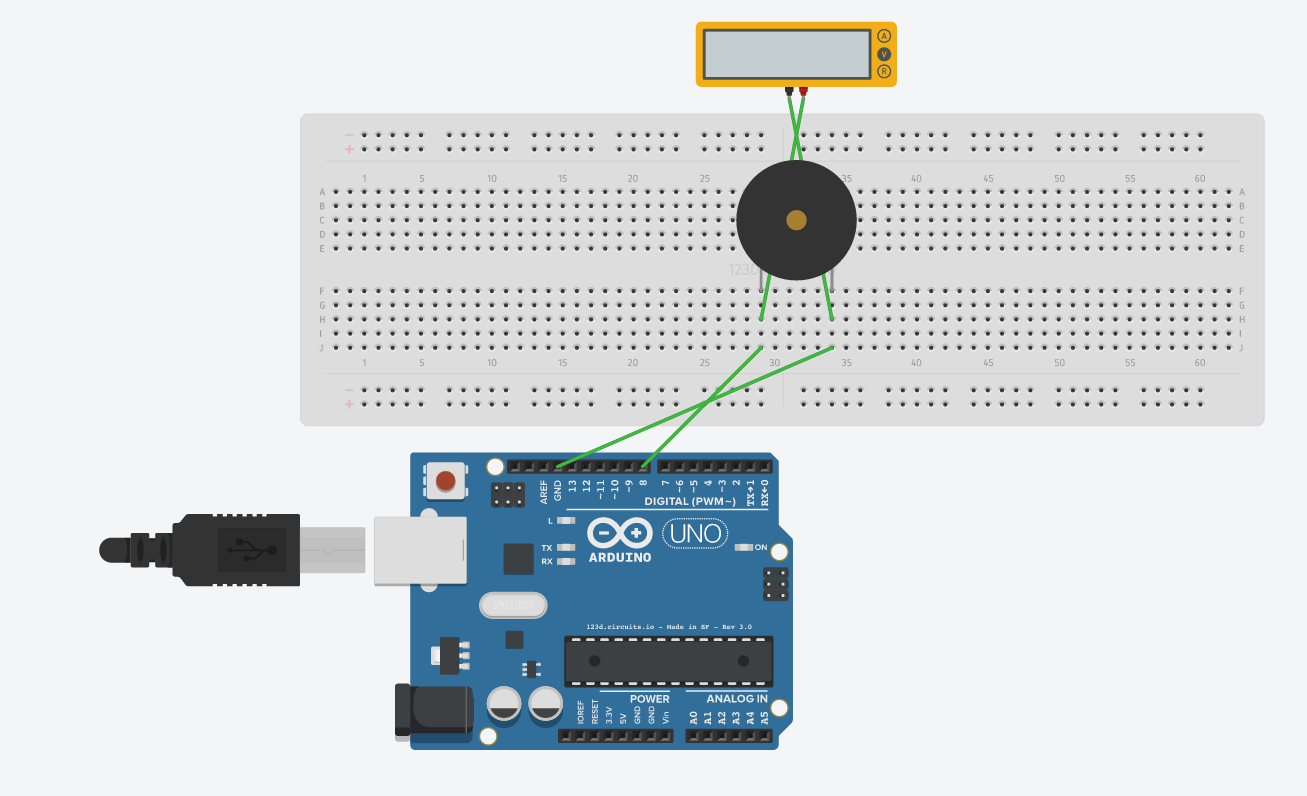 A
V
R
−
+
1 5 10 15 20 25 35 40 45 50 55 60
A A
B B
C C
D D
E E
123D
F F
G G
H H
I I
J J
1 5 10 15 20 25 30 35 40 45 50 55 60
−
+
AREF GND 13 12 ~11 ~10 ~9 8 7 ~6 ~5 4 ~3 2 TX→1 RX←0
DIGITAL (PWM~)
L
TX
RX
ARDUINO
UNO
ON
123d.circuits.io - Made in SF - Rev 3.0
POWER ANALOG IN
IOREF RESET 3.3V 5V GND GND Vin A0 A1 A2 A3 A4 A5